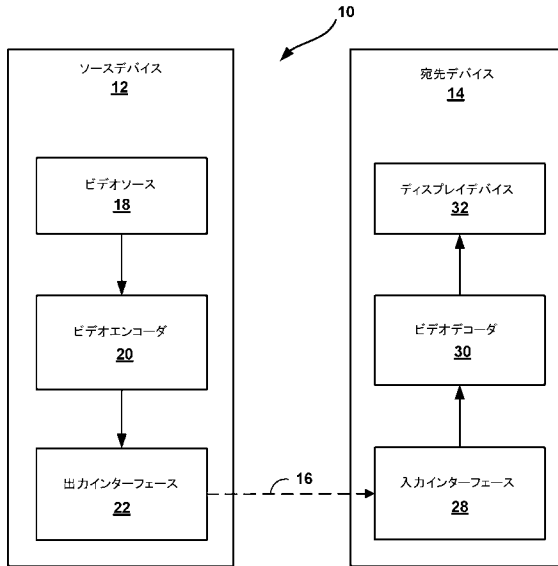 10
ソースデバイス
12
ビデオソース
18
ビデオエンコーダ
20
出力インターフェース
22
16
宛先デバイス
14
ディスプレイデバイス
32
ビデオデコーダ
30
入力インターフェース
28